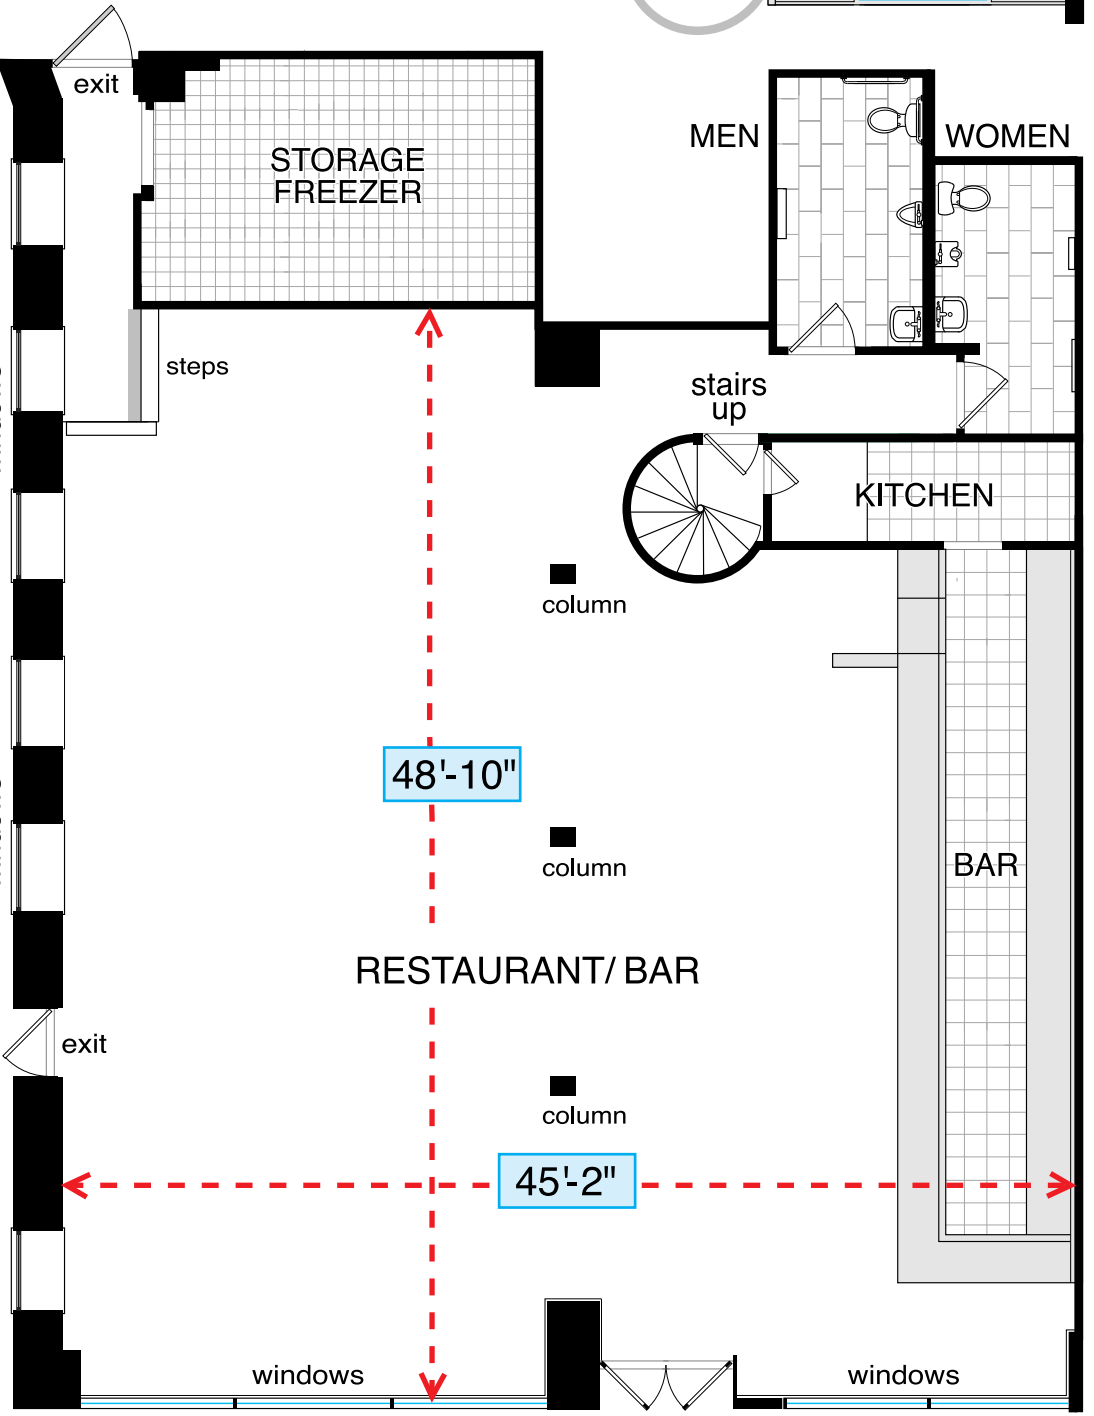 exit
STORAGE
FREEZER
MEN
WOMEN
steps
stairs
up
KITCHEN
column
48'-10"
column
BAR
RESTAURANT/ BAR
exit
column
45'-2"
windows
windows